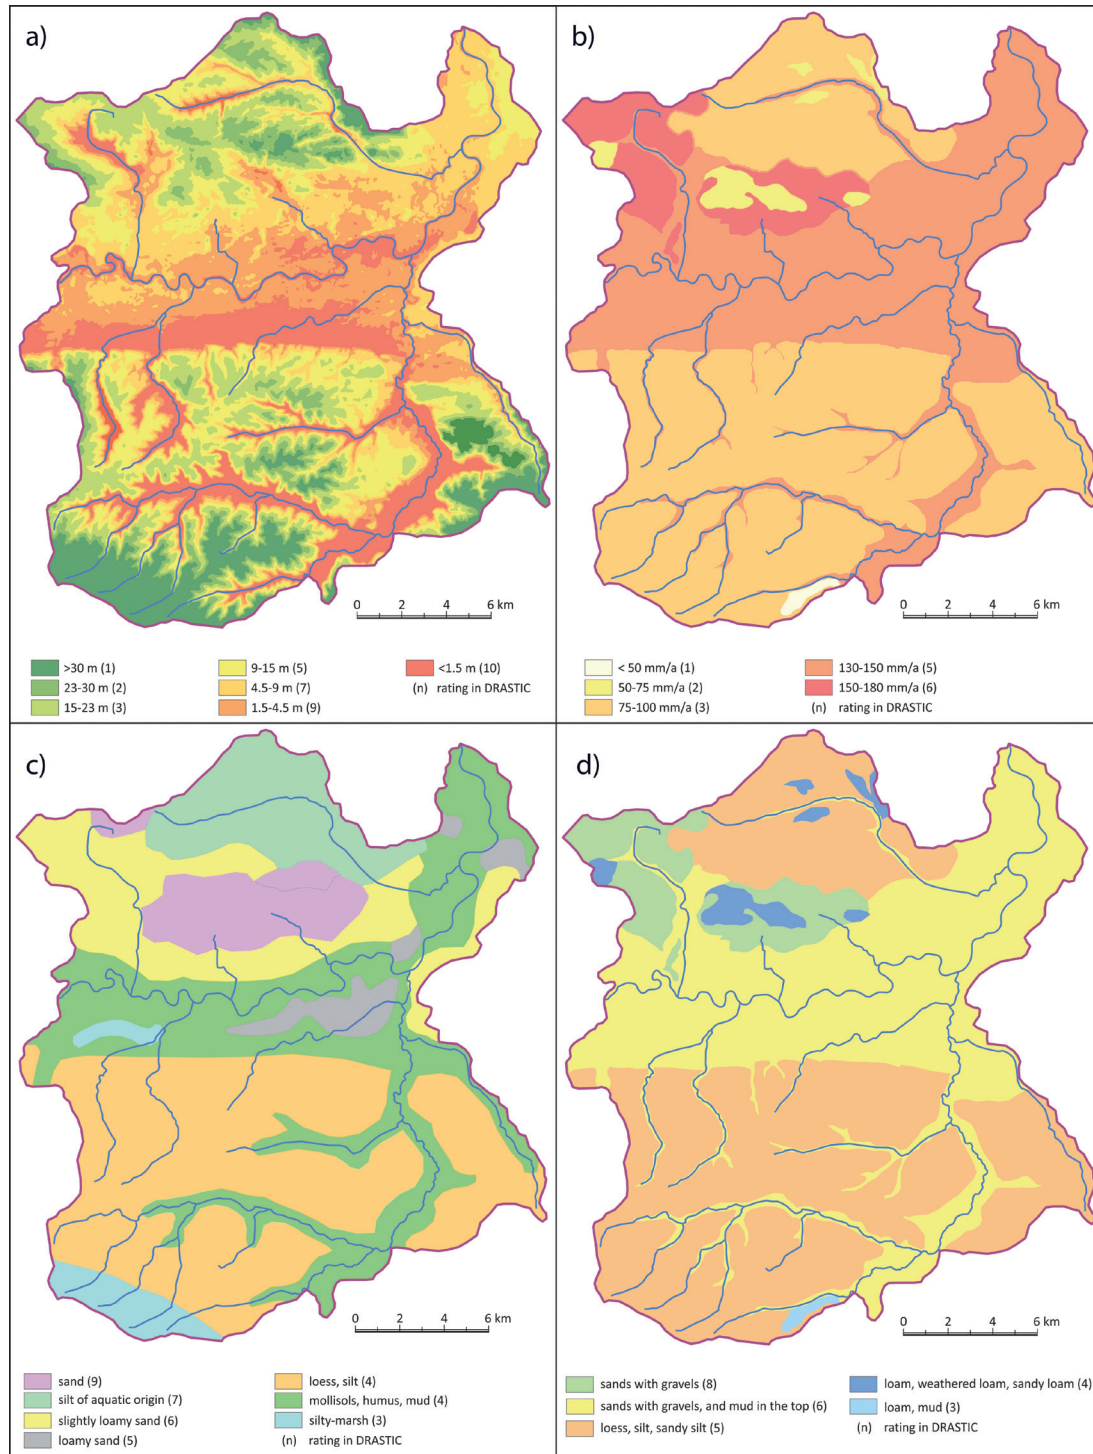 a)
0 2 4 6 km
>30 m (1)
23-30 m (2)
15-23 m (3)
9-15 m (5)
4.5-9 m (7)
1.5-4.5 m (9)
<1.5 m (10)
(n) rating in DRASTIC
b)
0 2 4 6 km
< 50 mm/a (1)
50-75 mm/a (2)
75-100 mm/a (3)
130-150 mm/a (5)
150-180 mm/a (6)
(n) rating in DRASTIC
c)
0 2 4 6 km
sand (9)
silt of aquatic origin (7)
slightly loamy sand (6)
loamy sand (5)
loess, silt (4)
mollisols, humus, mud (4)
silty-marsh (3)
(n) rating in DRASTIC
d)
0 2 4 6 km
sands with gravels (8)
sands with gravels, and mud in the top (6)
loess, silt, sandy silt (5)
loam, weathered loam, sandy loam (4)
loam, mud (3)
(n) rating in DRASTIC